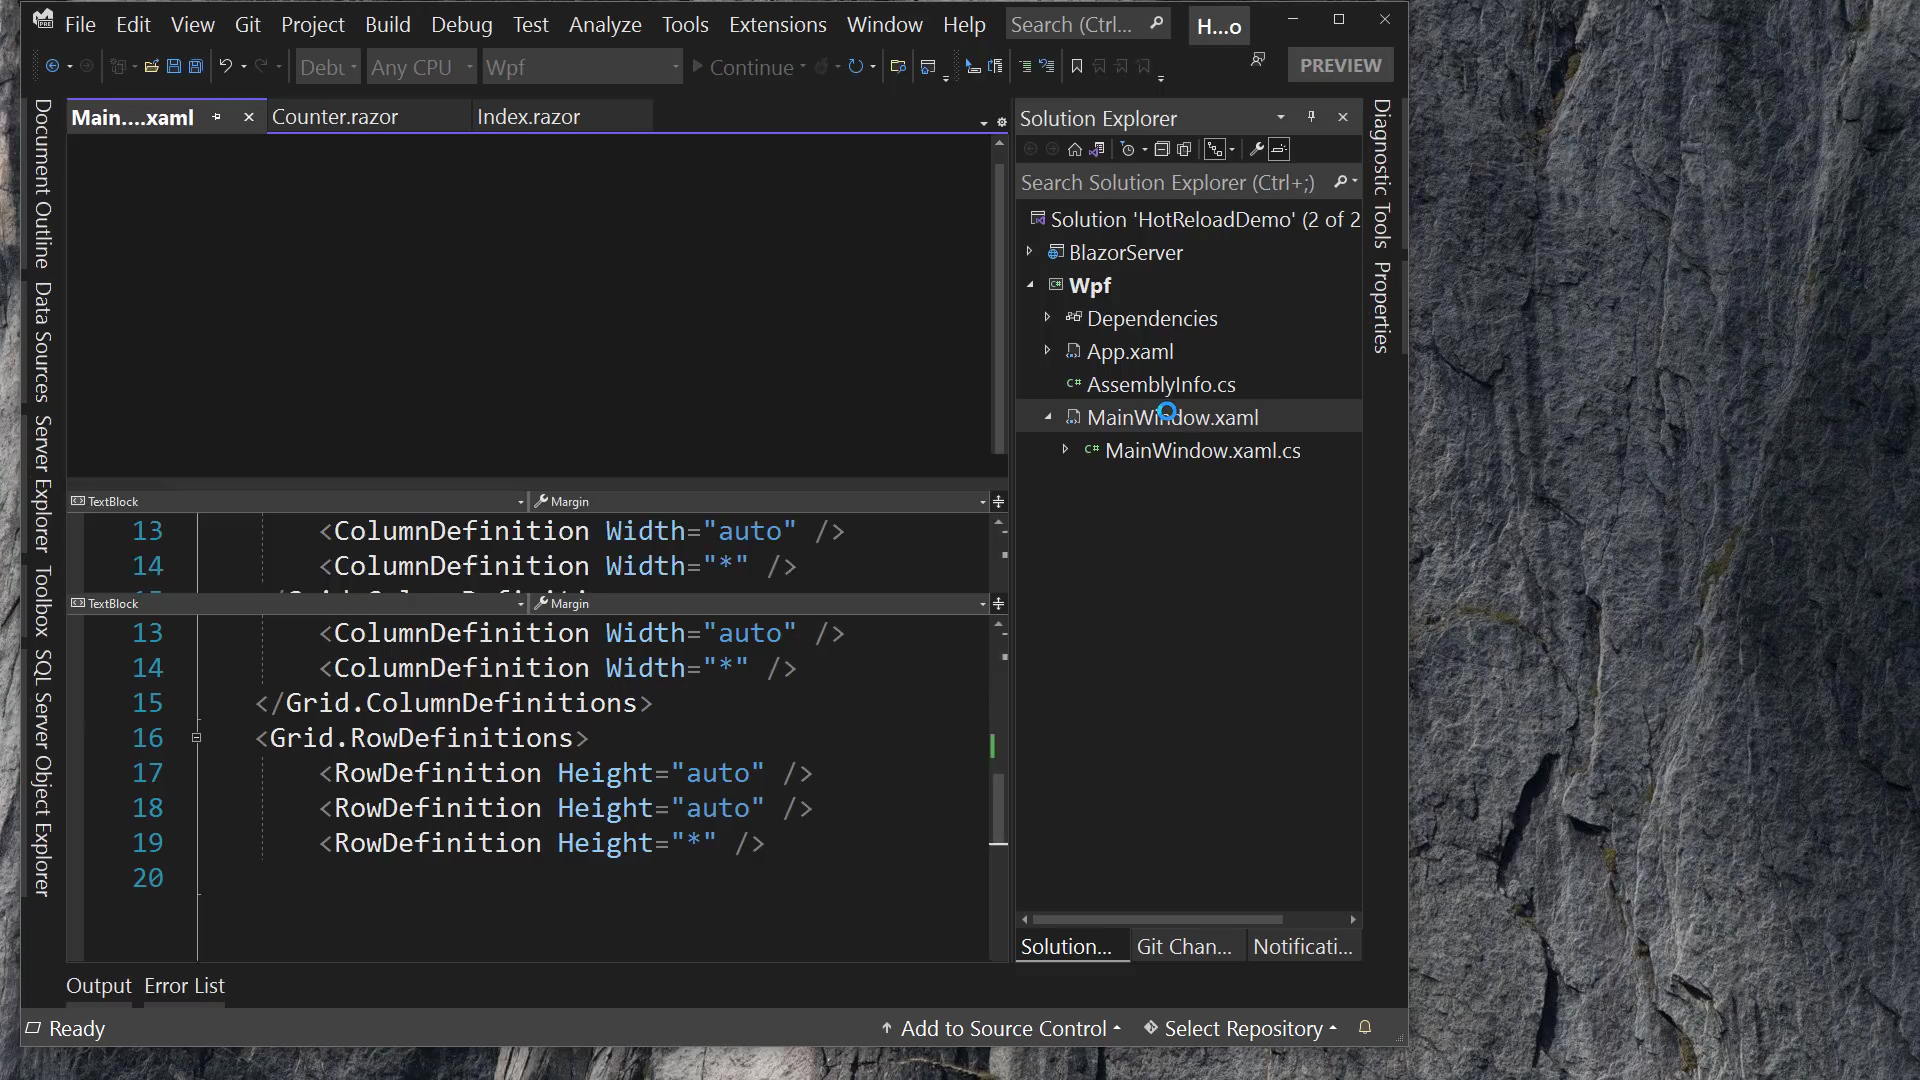 File Edit View Git Project Build Debug Test Analyze Tools Extensions Window Help Search (Ctrl... H...o
Debu Any CPU Wpf Continue PREVIEW
Main....xaml Counter.razor Index.razor
Document Outline
Data Sources
Server Explorer
Toolbox
SQL Server Object Explorer
TextBlock Margin
13 <ColumnDefinition Width="auto" />
14 <ColumnDefinition Width="*" />
TextBlock Margin
13 <ColumnDefinition Width="auto" />
14 <ColumnDefinition Width="*" />
15 </Grid.ColumnDefinitions>
16 <Grid.RowDefinitions>
17 <RowDefinition Height="auto" />
18 <RowDefinition Height="auto" />
19 <RowDefinition Height="*" />
20
Solution Explorer
Search Solution Explorer (Ctrl+;)
Solution 'HotReloadDemo' (2 of 2
BlazorServer
Wpf
Dependencies
App.xaml
C# AssemblyInfo.cs
MainWindow.xaml
C# MainWindow.xaml.cs
Solution... Git Chan... Notificati...
Diagnostic Tools
Properties
Output Error List
Ready Add to Source Control Select Repository